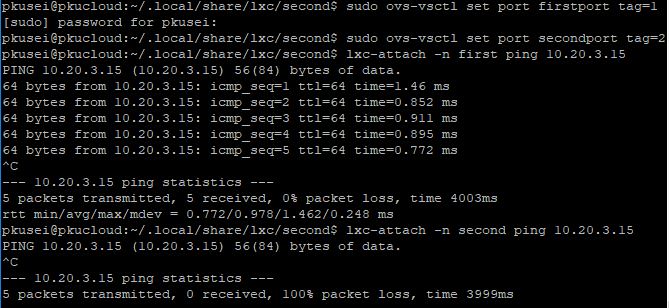 pkusei@pkucloud:~/.local/share/lxc/second$ sudo ovs-vsctl set port firstport tag=1
[sudo] password for pkusei:
pkusei@pkucloud:~/.local/share/lxc/second$ sudo ovs-vsctl set port secondport tag=2
pkusei@pkucloud:~/.local/share/lxc/second$ lxc-attach -n first ping 10.20.3.15
PING 10.20.3.15 (10.20.3.15) 56(84) bytes of data.
64 bytes from 10.20.3.15: icmp_seq=1 ttl=64 time=1.46 ms
64 bytes from 10.20.3.15: icmp_seq=2 ttl=64 time=0.852 ms
64 bytes from 10.20.3.15: icmp_seq=3 ttl=64 time=0.911 ms
64 bytes from 10.20.3.15: icmp_seq=4 ttl=64 time=0.895 ms
64 bytes from 10.20.3.15: icmp_seq=5 ttl=64 time=0.772 ms
^C
--- 10.20.3.15 ping statistics ---
5 packets transmitted, 5 received, 0% packet loss, time 4003ms
rtt min/avg/max/mdev = 0.772/0.978/1.462/0.248 ms
pkusei@pkucloud:~/.local/share/lxc/second$ lxc-attach -n second ping 10.20.3.15
PING 10.20.3.15 (10.20.3.15) 56(84) bytes of data.
^C
--- 10.20.3.15 ping statistics ---
5 packets transmitted, 0 received, 100% packet loss, time 3999ms